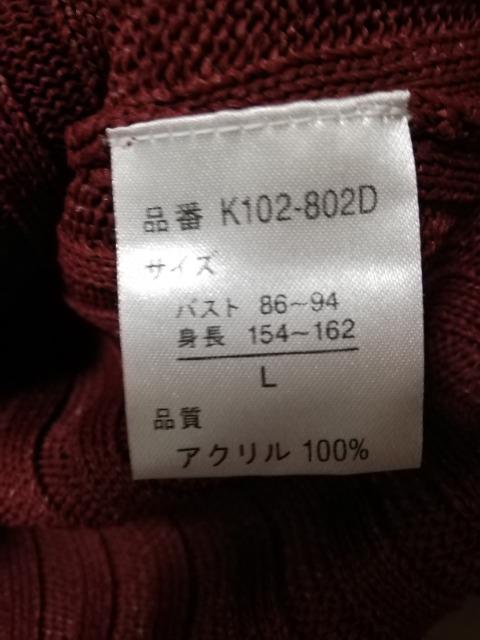 品番 K102-802D
サイズ
バスト 86~94
身長 154~162
L
品質
アクリル 100%